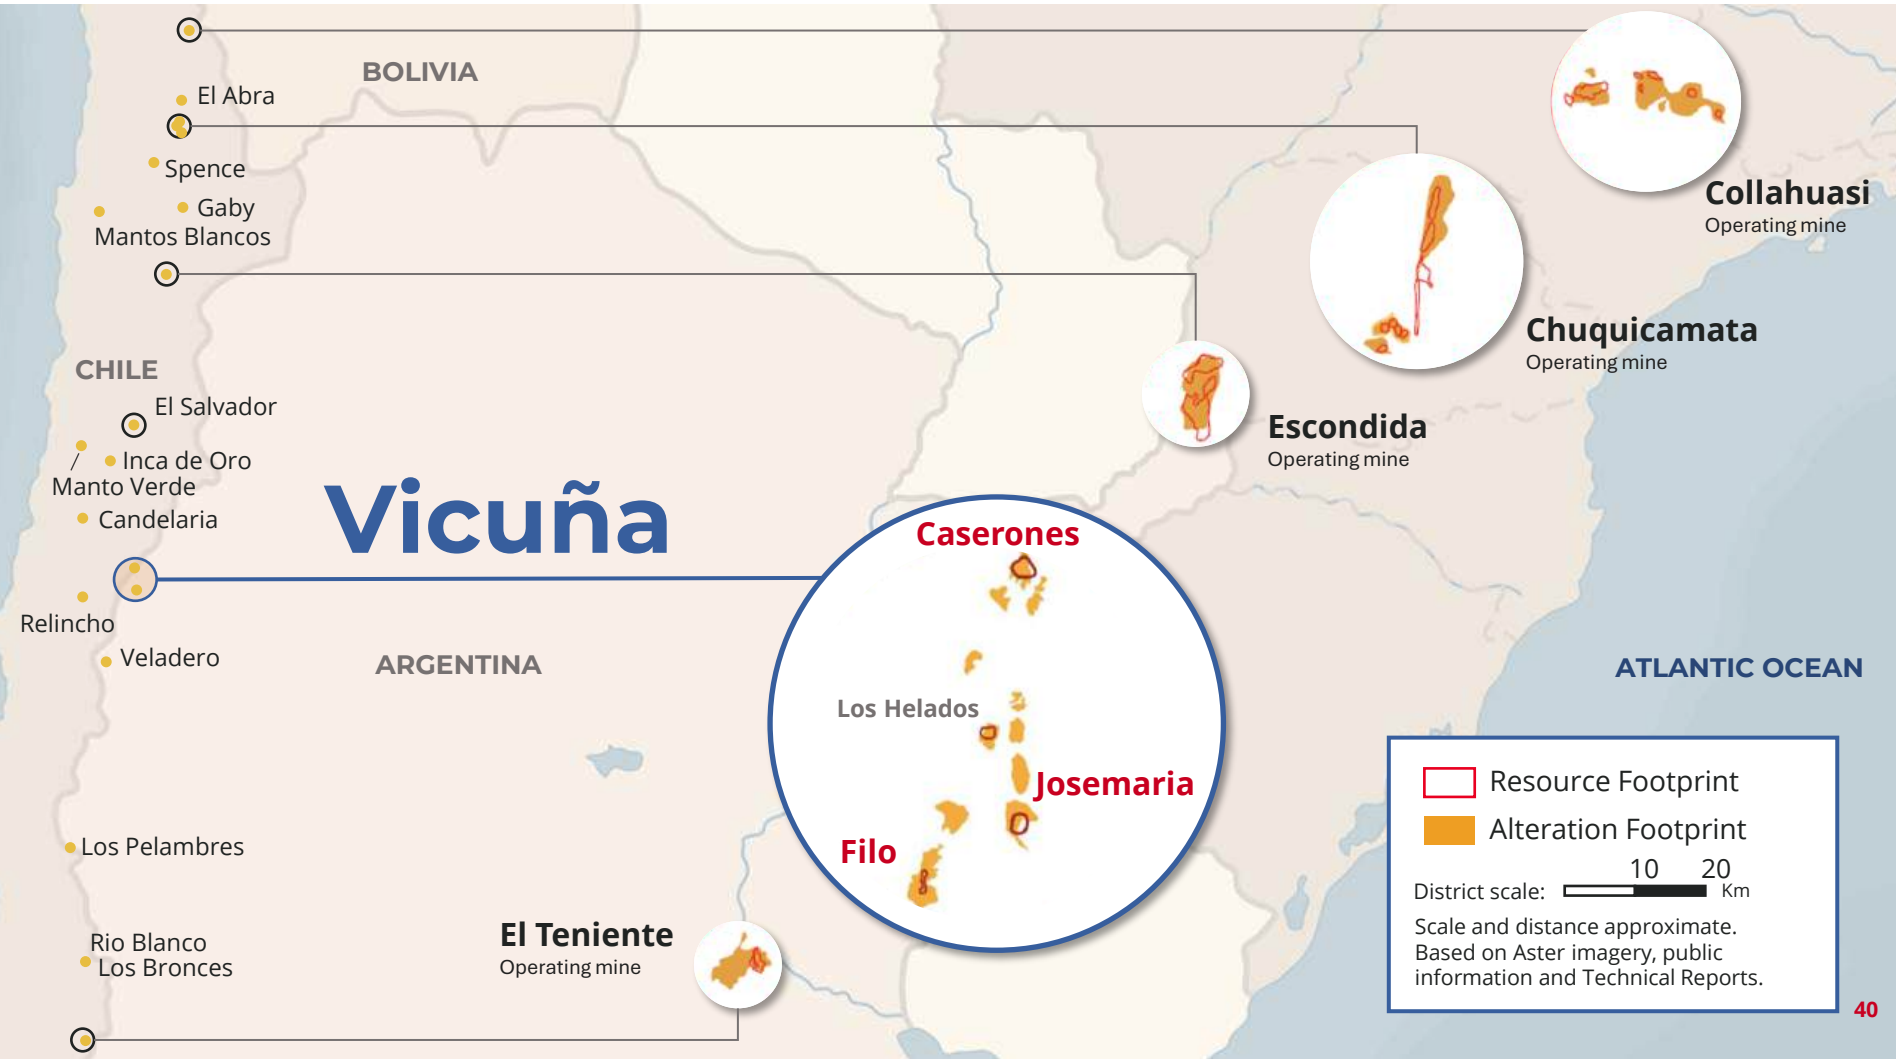 BOLIVIA
El Abra
Spence
Gaby
Mantos Blancos
CHILE
El Salvador
Inca de Oro
Manto Verde
Candelaria
Relincho
Veladero
ARGENTINA
Los Pelambres
Rio Blanco
Los Bronces
Vicuña
Collahuasi
Operating mine
Chuquicamata
Operating mine
Escondida
Operating mine
Caserones
Los Helados
Josemaria
Filo
El Teniente
Operating mine
ATLANTIC OCEAN
Resource Footprint
Alteration Footprint
10 20
District scale: Km
Scale and distance approximate.
Based on Aster imagery, public
information and Technical Reports.
40